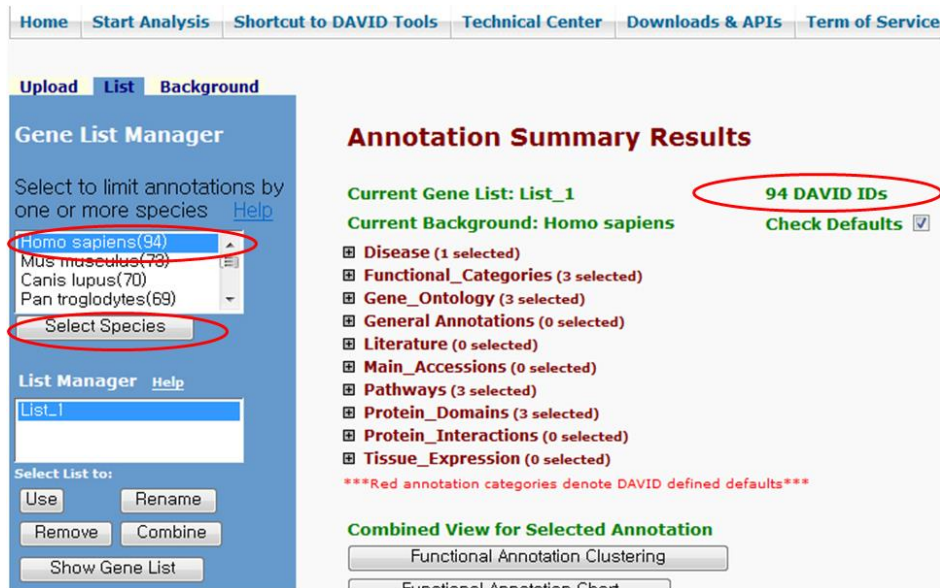 Home Start Analysis Shortcut to DAVID Tools Technical Center Downloads & APIs Term of Service
Upload List Background
Gene List Manager
Select to limit annotations by
one or more species Help
Homo sapiens(94)
Mus musculus(73)
Canis lupus(70)
Pan troglodytes(69)
Select Species
List Manager Help
List_1
Select List to:
Use Rename
Remove Combine
Show Gene List
Annotation Summary Results
Current Gene List: List_1 94 DAVID IDs
Current Background: Homo sapiens Check Defaults
Disease (1 selected)
Functional_Categories (3 selected)
Gene_Ontology (3 selected)
General Annotations (0 selected)
Literature (0 selected)
Main_Accessions (0 selected)
Pathways (3 selected)
Protein_Domains (3 selected)
Protein_Interactions (0 selected)
Tissue_Expression (0 selected)
***Red annotation categories denote DAVID defined defaults***
Combined View for Selected Annotation
Functional Annotation Clustering
Functional Annotation Chart